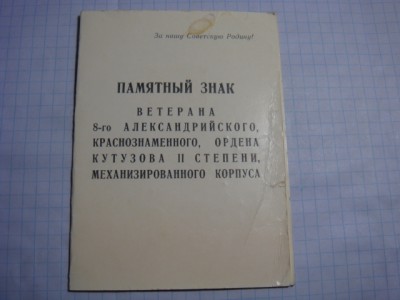 За нашу Советскую Родину!
ПАМЯТНЫЙ ЗНАК
ВЕТЕРАНА
8-го АЛЕКСАНДРИЙСКОГО,
КРАСНОЗНАМЕННОГО, ОРДЕНА
КУТУЗОВА II СТЕПЕНИ,
МЕХАНИЗИРОВАННОГО КОРПУСА